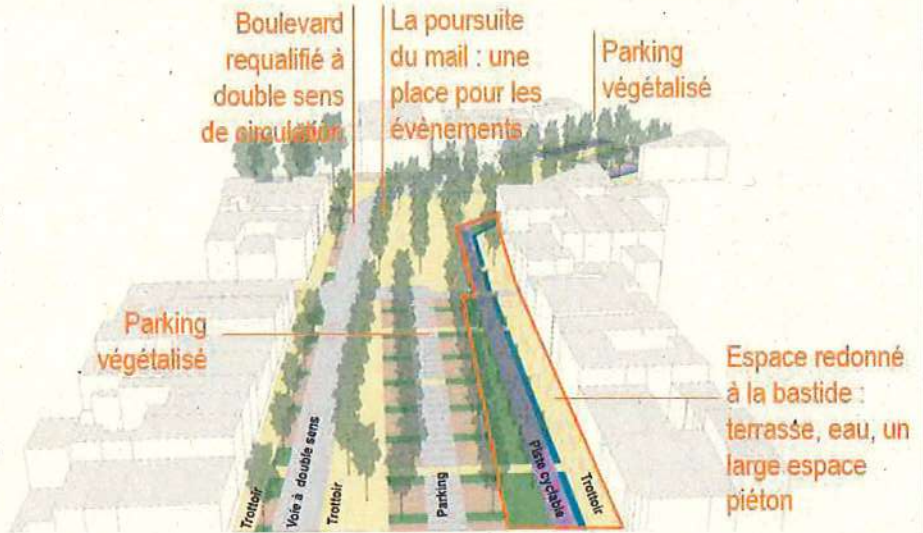 Boulevard
requalifié à
double sens
de circulation
La poursuite
du mail : une
place pour les
évènements
Parking
végétalisé
Parking
végétalisé
Espace redonné
à la bastide :
terrasse, eau, un
large espace
piéton
Trottoir
Voie à double sens
Trottoir
Parking
Piste cyclable
Trottoir